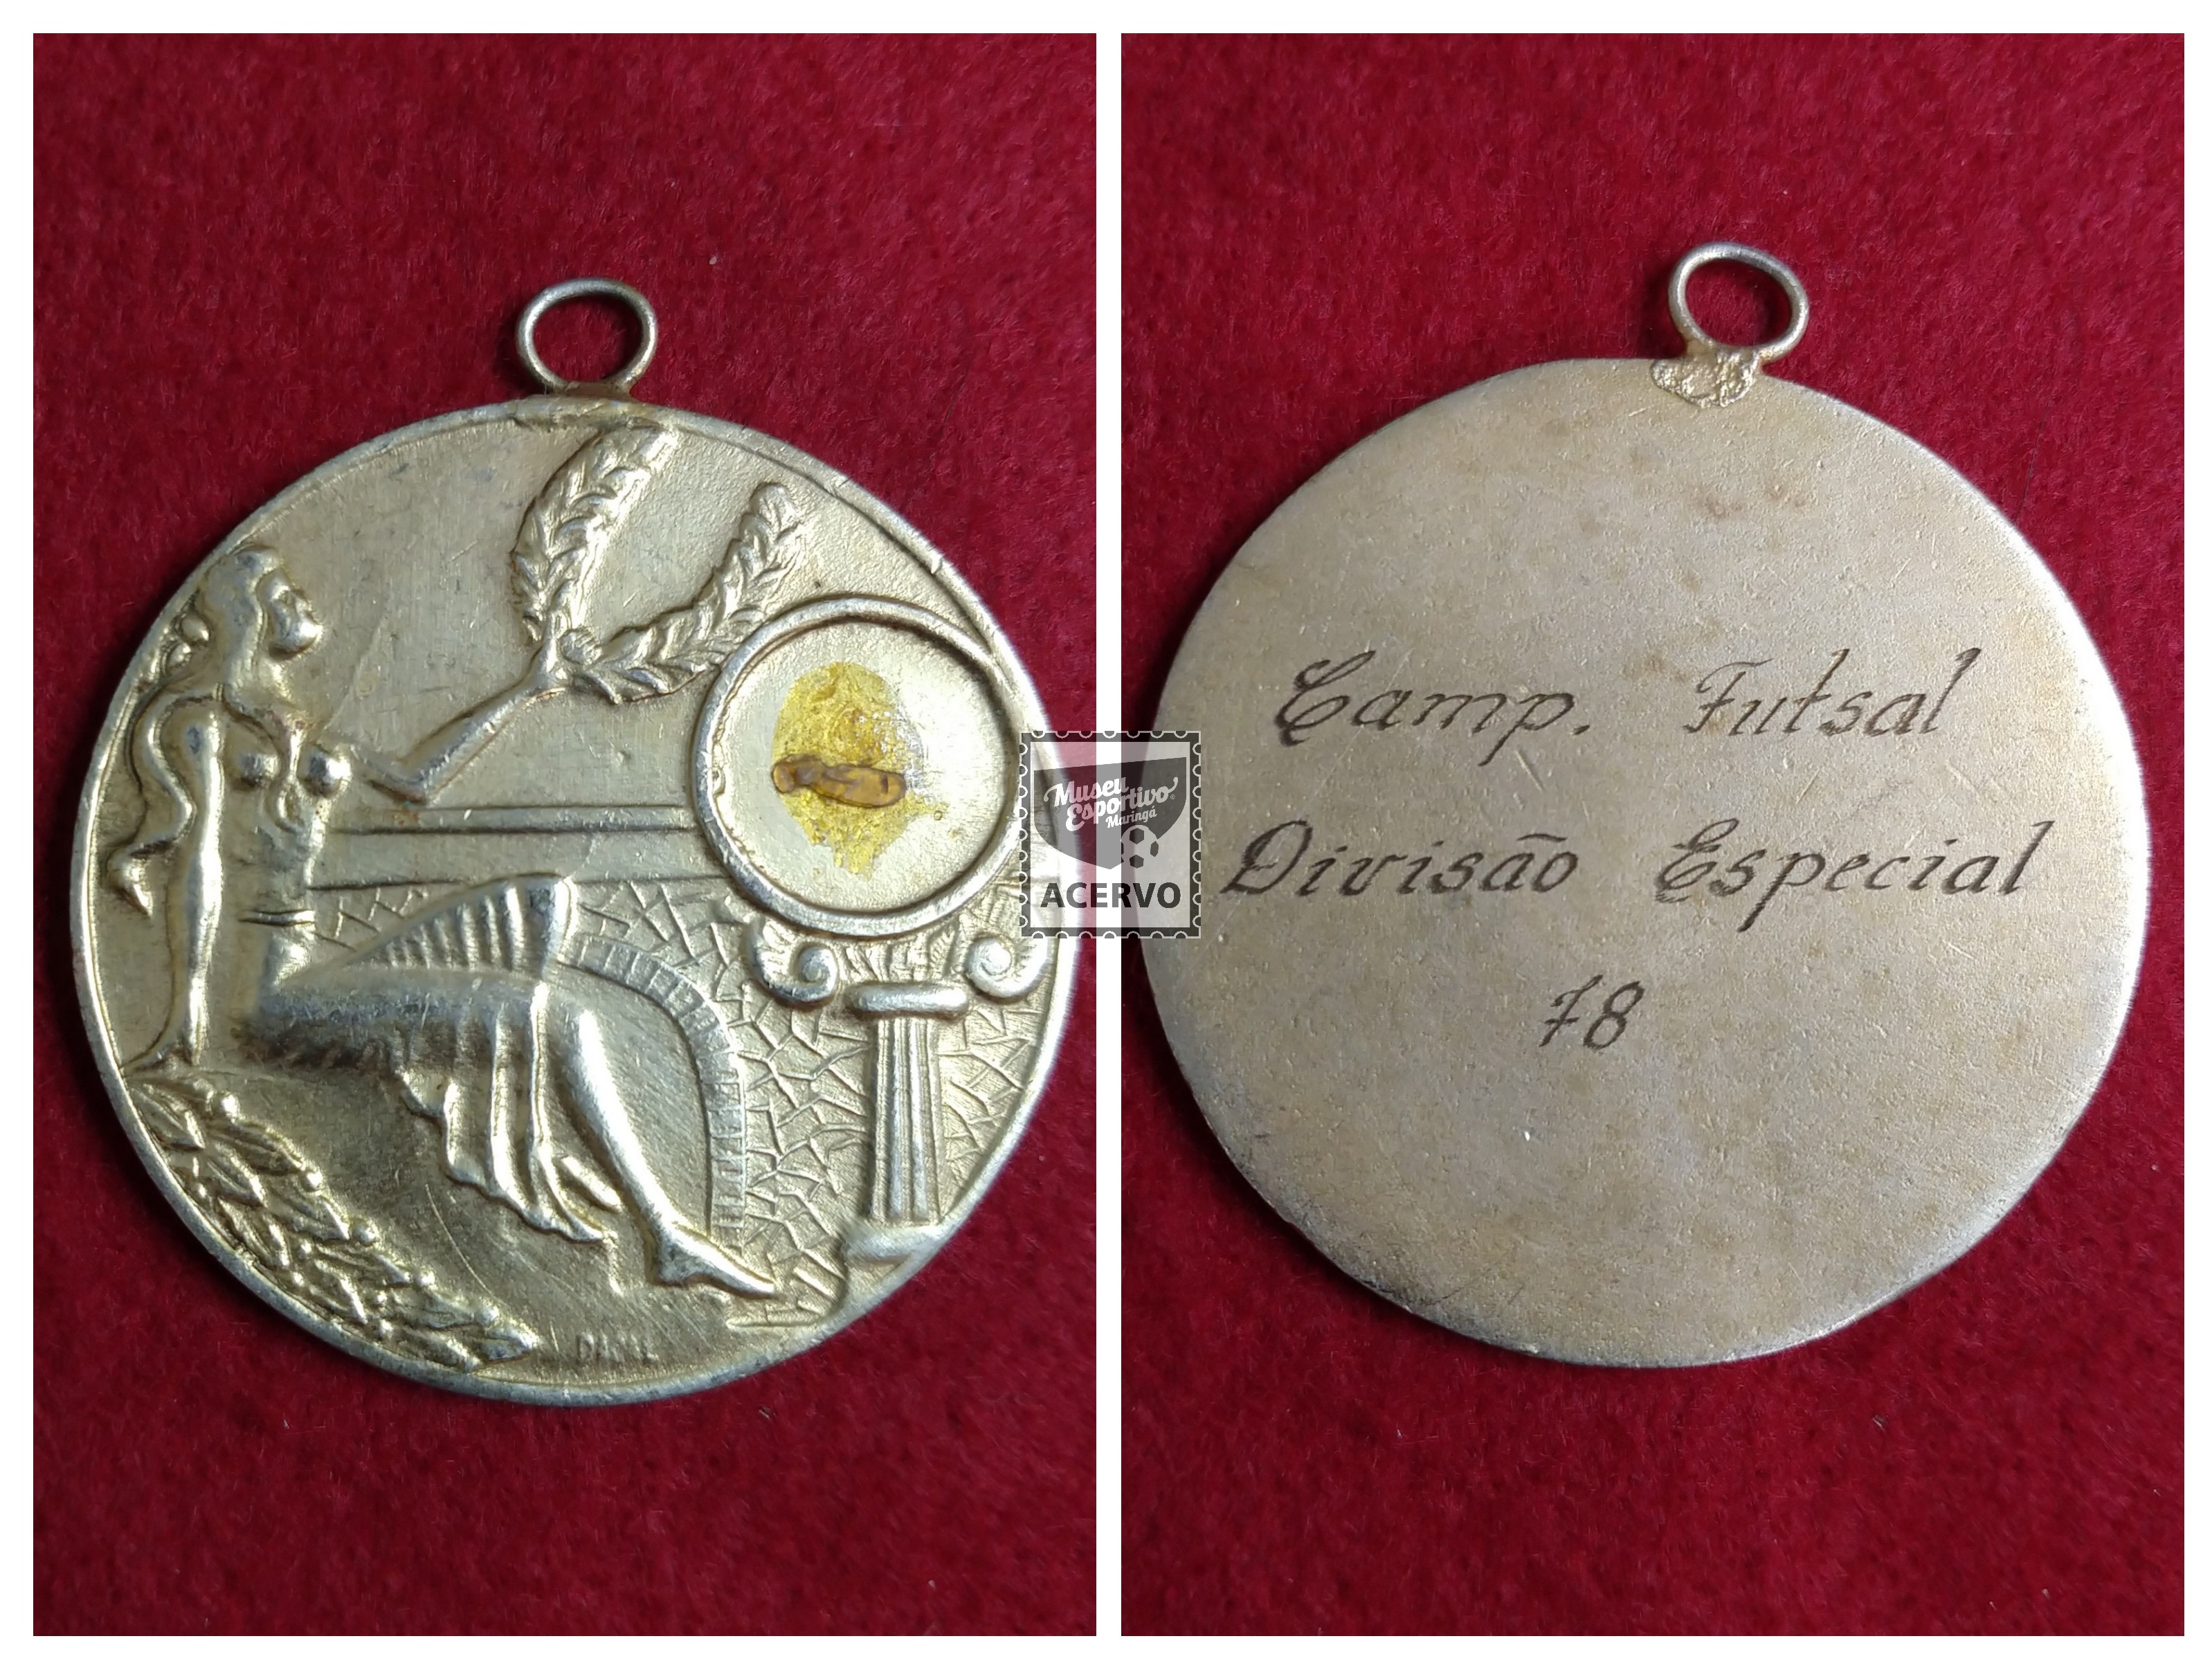 Museu
Esportivo
Maringá
ACERVO
Camp. Futsal
Divisão Especial
78